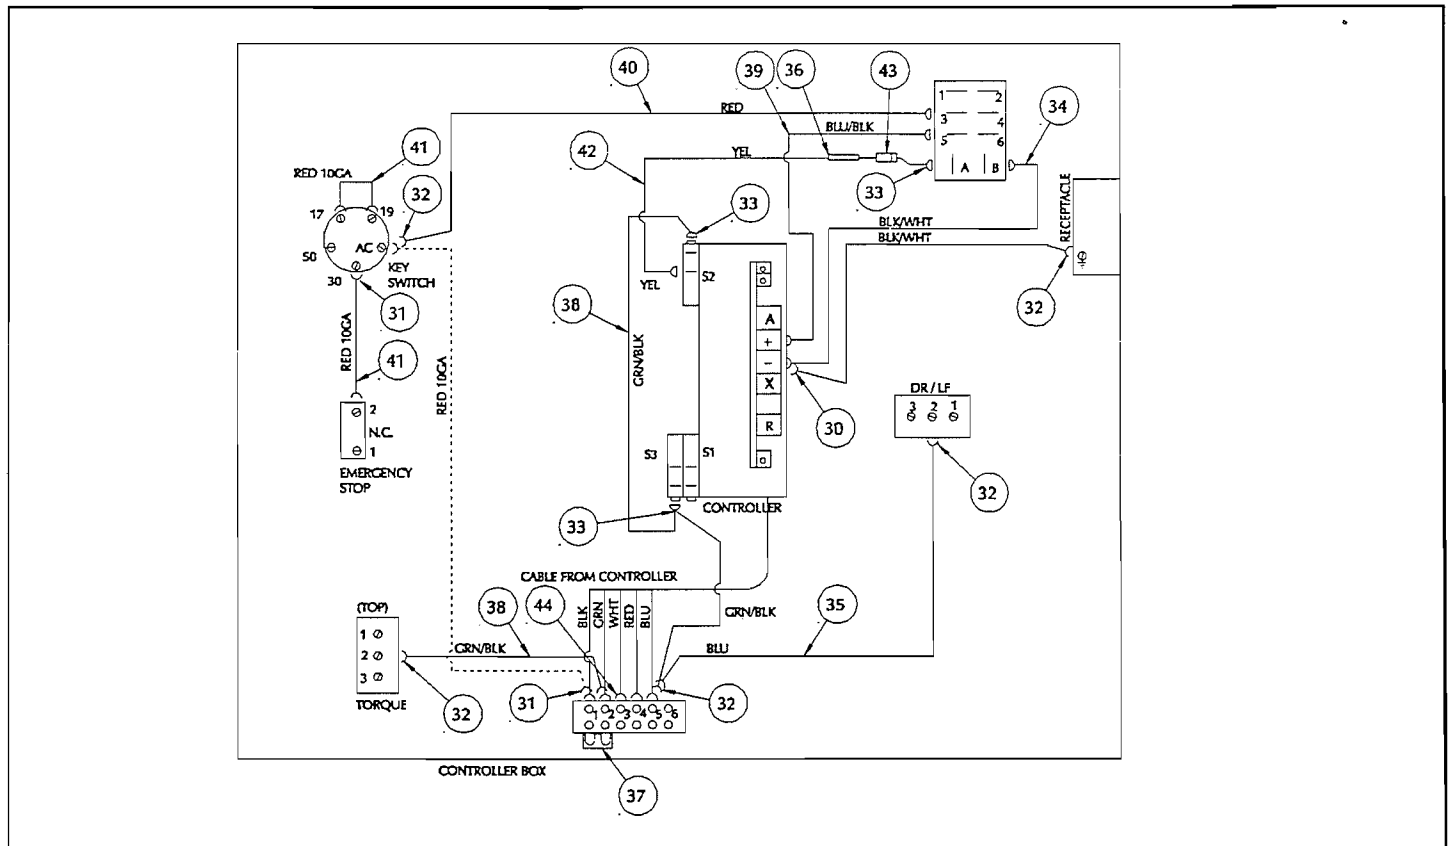 40
39
36
43
1 2
RED
3 4
34
BLU/BLK
5 6
41
42
YEL
A B
RED 10GA
32
33
33
RECEPTACLE
17 19
BLK/WHT
BLK/WHT
50 AC
KEY
SWITCH
30
YEL
S2
32
31
38
A
+
-
X
R
RED 10GA
41
RED 10GA
GRN/BLK
DR / LF
3 2 1
2
N.C.
1
30
S3 S1
EMERGENCY
STOP
32
CONTROLLER
33
CABLE FROM CONTROLLER
(TOP)
38
44
BLK
GRN
WHT
RED
BLU
GRN/BLK
35
1
2
3
GRN/BLK
BLU
TORQUE
32
31
32
1 2 3 4 5 6
CONTROLLER BOX
37